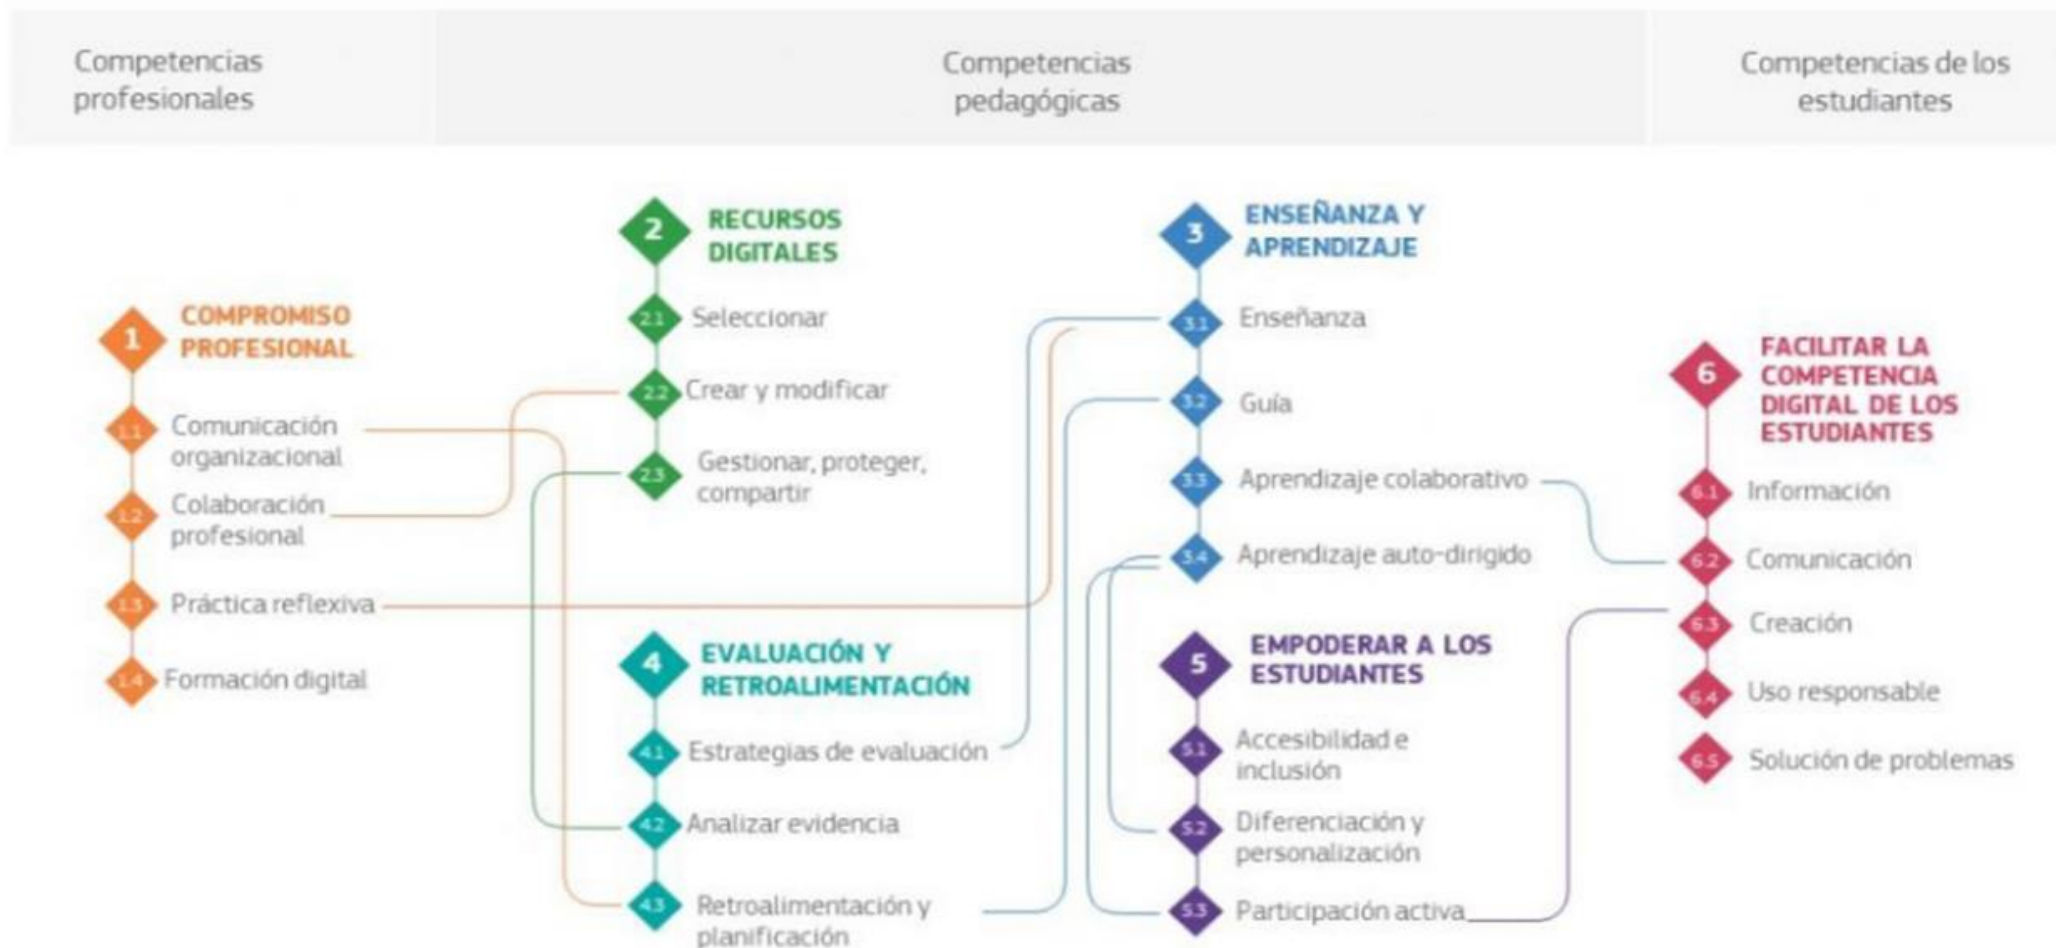 Competencias
profesionales
Competencias
pedagógicas
Competencias de los
estudiantes
1
COMPROMISO
PROFESIONAL
1.1
Comunicación
organizacional
1.2
Colaboración
profesional
1.3
Práctica reflexiva
1.4
Formación digital
2
RECURSOS
DIGITALES
2.1
Seleccionar
2.2
Crear y modificar
2.3
Gestionar, proteger,
compartir
3
ENSEÑANZA Y
APRENDIZAJE
3.1
Enseñanza
3.2
Guía
3.3
Aprendizaje colaborativo
3.4
Aprendizaje auto-dirigido
4
EVALUACIÓN Y
RETROALIMENTACIÓN
4.1
Estrategias de evaluación
4.2
Analizar evidencia
4.3
Retroalimentación y
planificación
5
EMPODERAR A LOS
ESTUDIANTES
5.1
Accesibilidad e
inclusión
5.2
Diferenciación y
personalización
5.3
Participación activa
6
FACILITAR LA
COMPETENCIA
DIGITAL DE LOS
ESTUDIANTES
6.1
Información
6.2
Comunicación
6.3
Creación
6.4
Uso responsable
6.5
Solución de problemas